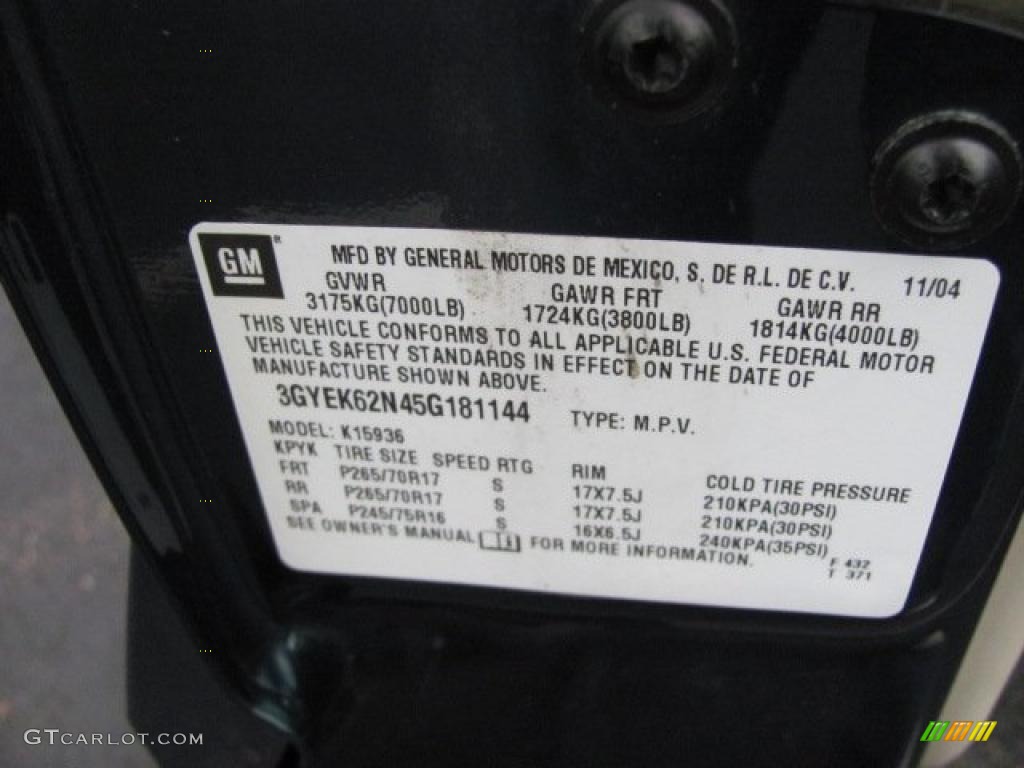 GM
MFD BY GENERAL MOTORS DE MEXICO, S. DE R.L. DE C.V. 11/04
GVWR GAWR FRT GAWR RR
3175KG(7000LB) 1724KG(3800LB) 1814KG(4000LB)
THIS VEHICLE CONFORMS TO ALL APPLICABLE U.S. FEDERAL MOTOR
VEHICLE SAFETY STANDARDS IN EFFECT ON THE DATE OF
MANUFACTURE SHOWN ABOVE.
3GYEK62N45G181144 TYPE: M.P.V.
MODEL: K15936
KPYK TIRE SIZE SPEED RTG RIM COLD TIRE PRESSURE
FRT P265/70R17 S 17X7.5J 210KPA(30PSI)
RR P265/70R17 S 17X7.5J 210KPA(30PSI)
SPA P245/75R16 S 16X6.5J 240KPA(35PSI)
SEE OWNER'S MANUAL FOR MORE INFORMATION.
F 432
T 371
GTCARLOT.COM